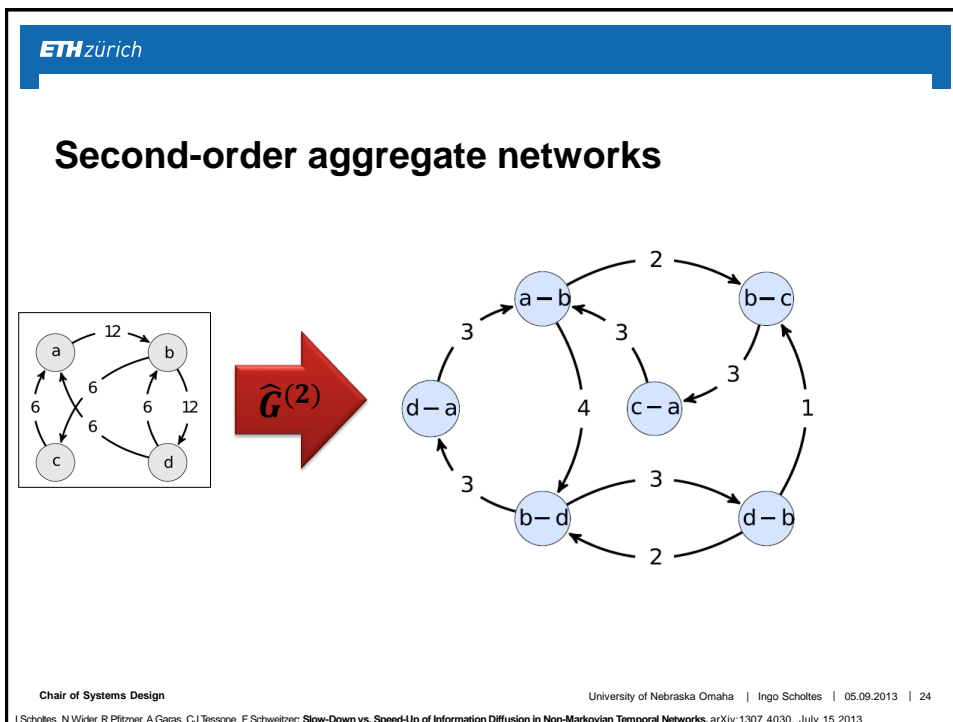 ETH zürich
Second-order aggregate networks
2
a – b
b – c
12
3
3
a
b
3
6
6
6
12
Ĝ(2)
d – a
4
c – a
1
6
c
d
3
3
b – d
d – b
2
Chair of Systems Design
University of Nebraska Omaha | Ingo Scholtes | 05.09.2013 | 24
I Scholtes, N Wider, R Pfitzner, A Garas, CJ Tessone, F Schweitzer: Slow-Down vs. Speed-Up of Information Diffusion in Non-Markovian Temporal Networks, arXiv:1307.4030, July 15 2013